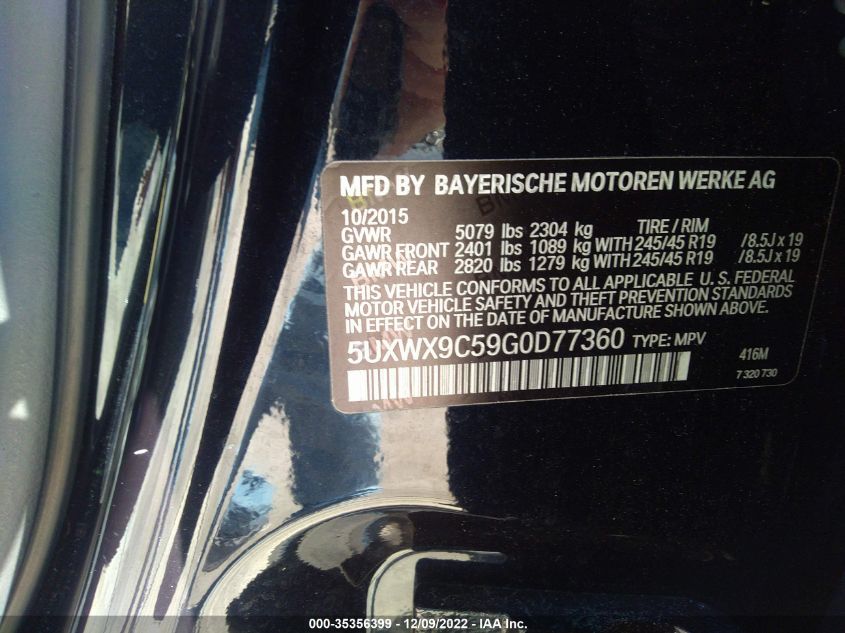 MFD BY BAYERISCHE MOTOREN WERKE AG
10/2015
TIRE / RIM
GVWR 5079 lbs 2304 kg
GAWR FRONT 2401 lbs 1089 kg WITH 245/45 R19 /8.5J x 19
GAWR REAR 2820 lbs 1279 kg WITH 245/45 R19 /8.5J x 19
THIS VEHICLE CONFORMS TO ALL APPLICABLE U. S. FEDERAL
MOTOR VEHICLE SAFETY AND THEFT PREVENTION STANDARDS
IN EFFECT ON THE DATE OF MANUFACTURE SHOWN ABOVE.
5UXWX9C59G0D77360 TYPE: MPV
416M
7 320 730
000-35356399 - 12/09/2022 - IAA Inc.